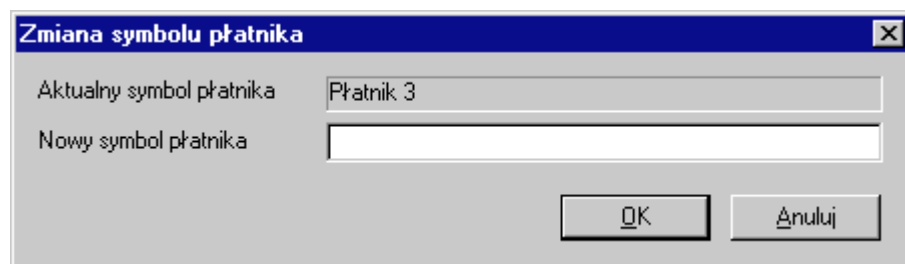 Zmiana symbolu płatnika
Aktualny symbol płatnika Płatnik 3
Nowy symbol płatnika
OK Anuluj